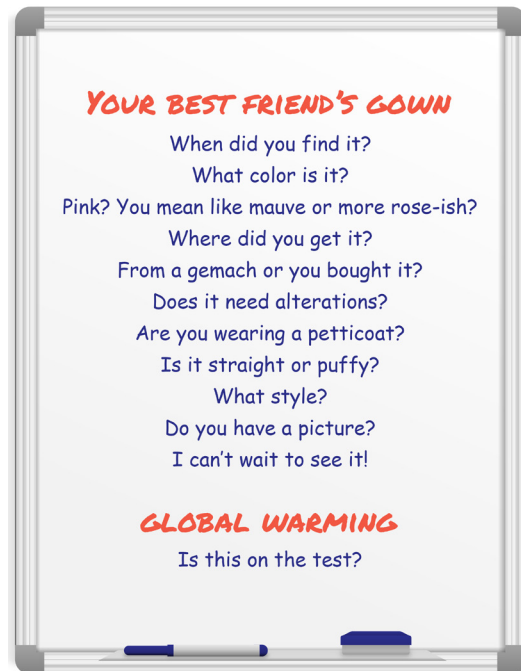 YOUR BEST FRIEND'S GOWN
When did you find it?
What color is it?
Pink? You mean like mauve or more rose-ish?
Where did you get it?
From a gemach or you bought it?
Does it need alterations?
Are you wearing a petticoat?
Is it straight or puffy?
What style?
Do you have a picture?
I can't wait to see it!
GLOBAL WARMING
Is this on the test?